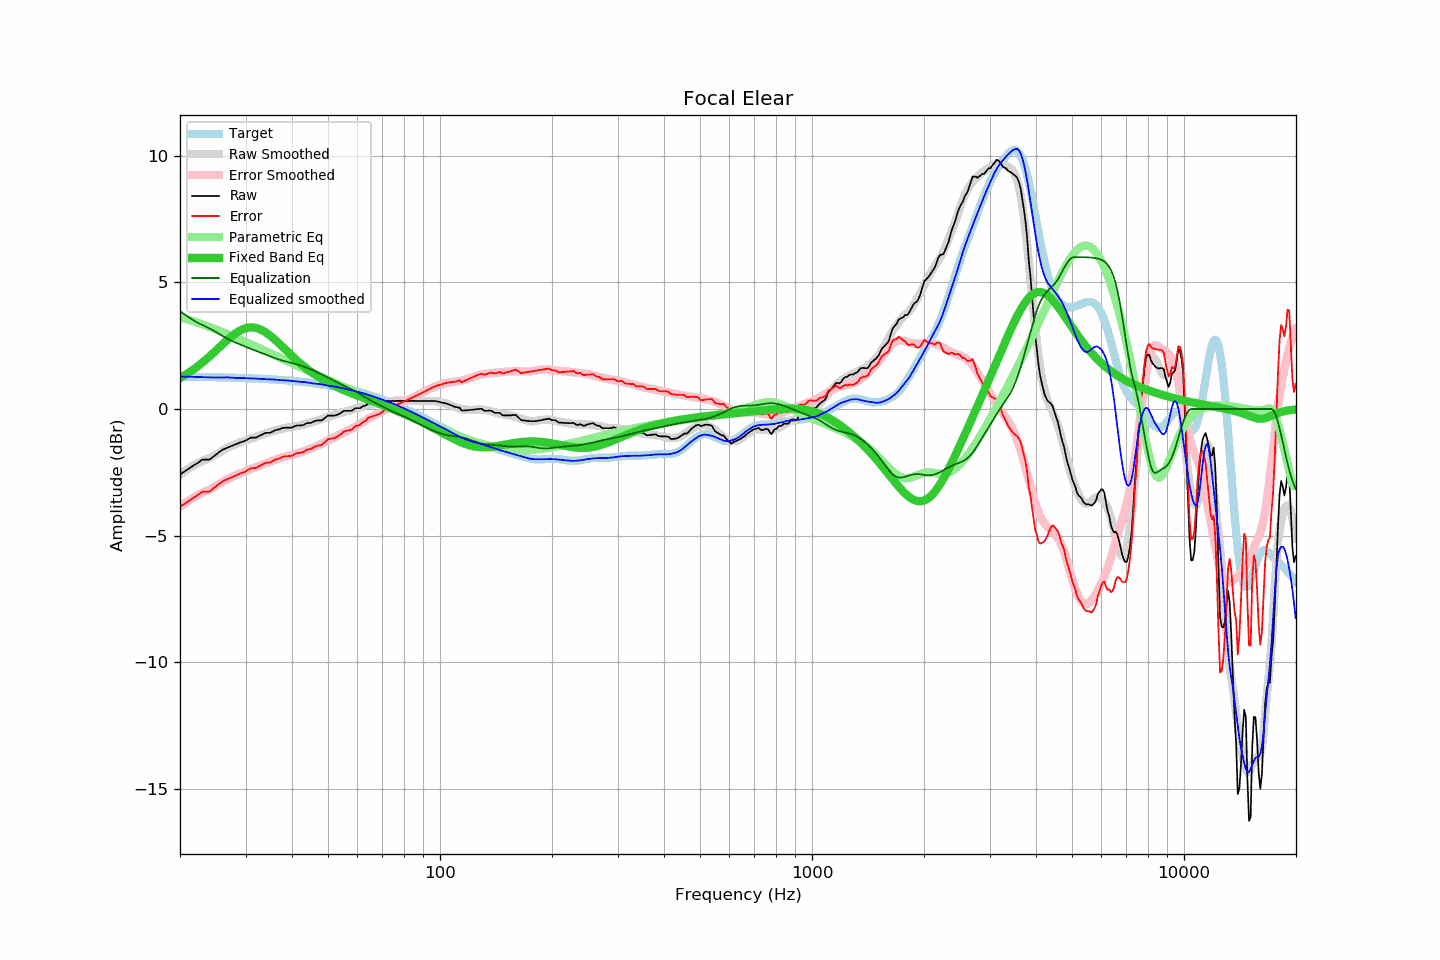 Focal Elear
Target
Raw Smoothed
Error Smoothed
Raw
Error
Parametric Eq
Fixed Band Eq
Equalization
Equalized smoothed
10
5
0
−5
−10
−15
Amplitude (dBr)
100
1000
10000
Frequency (Hz)